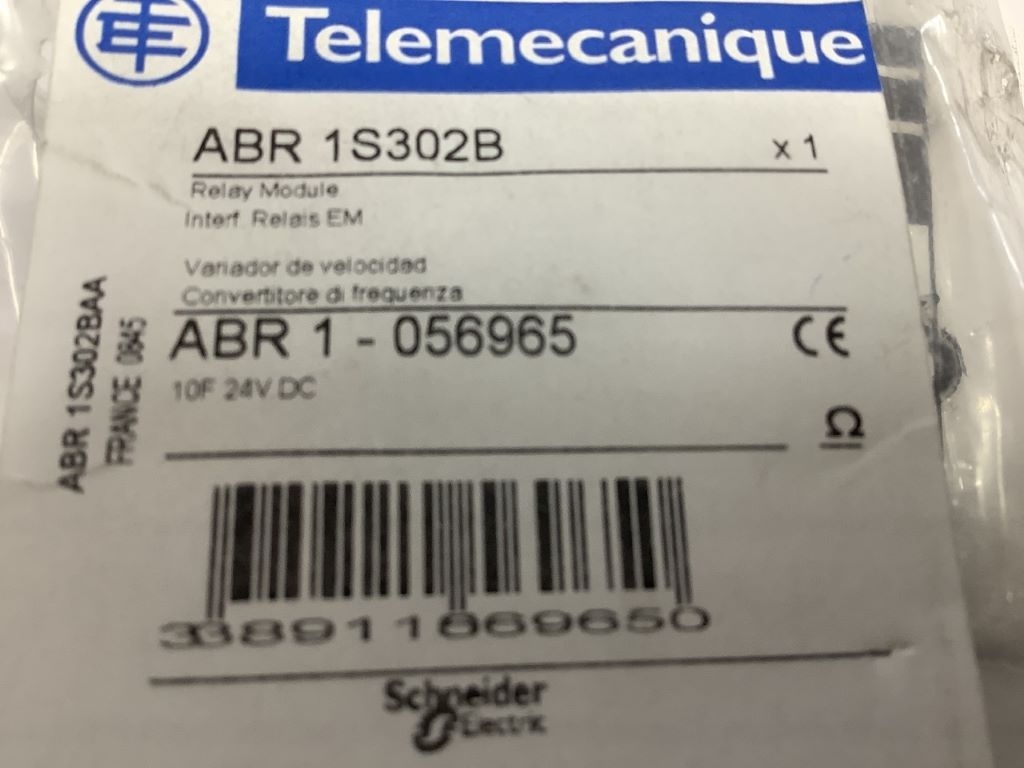 Telemecanique
ABR 1S302B x 1
Relay Module
Interf. Relais EM
Variador de velocidad
Convertitore di frequenza
ABR 1 - 056965 CE
10F 24V DC
Ω
ABR 1S302BAA
FRANCE 0645
Schneider
Electric